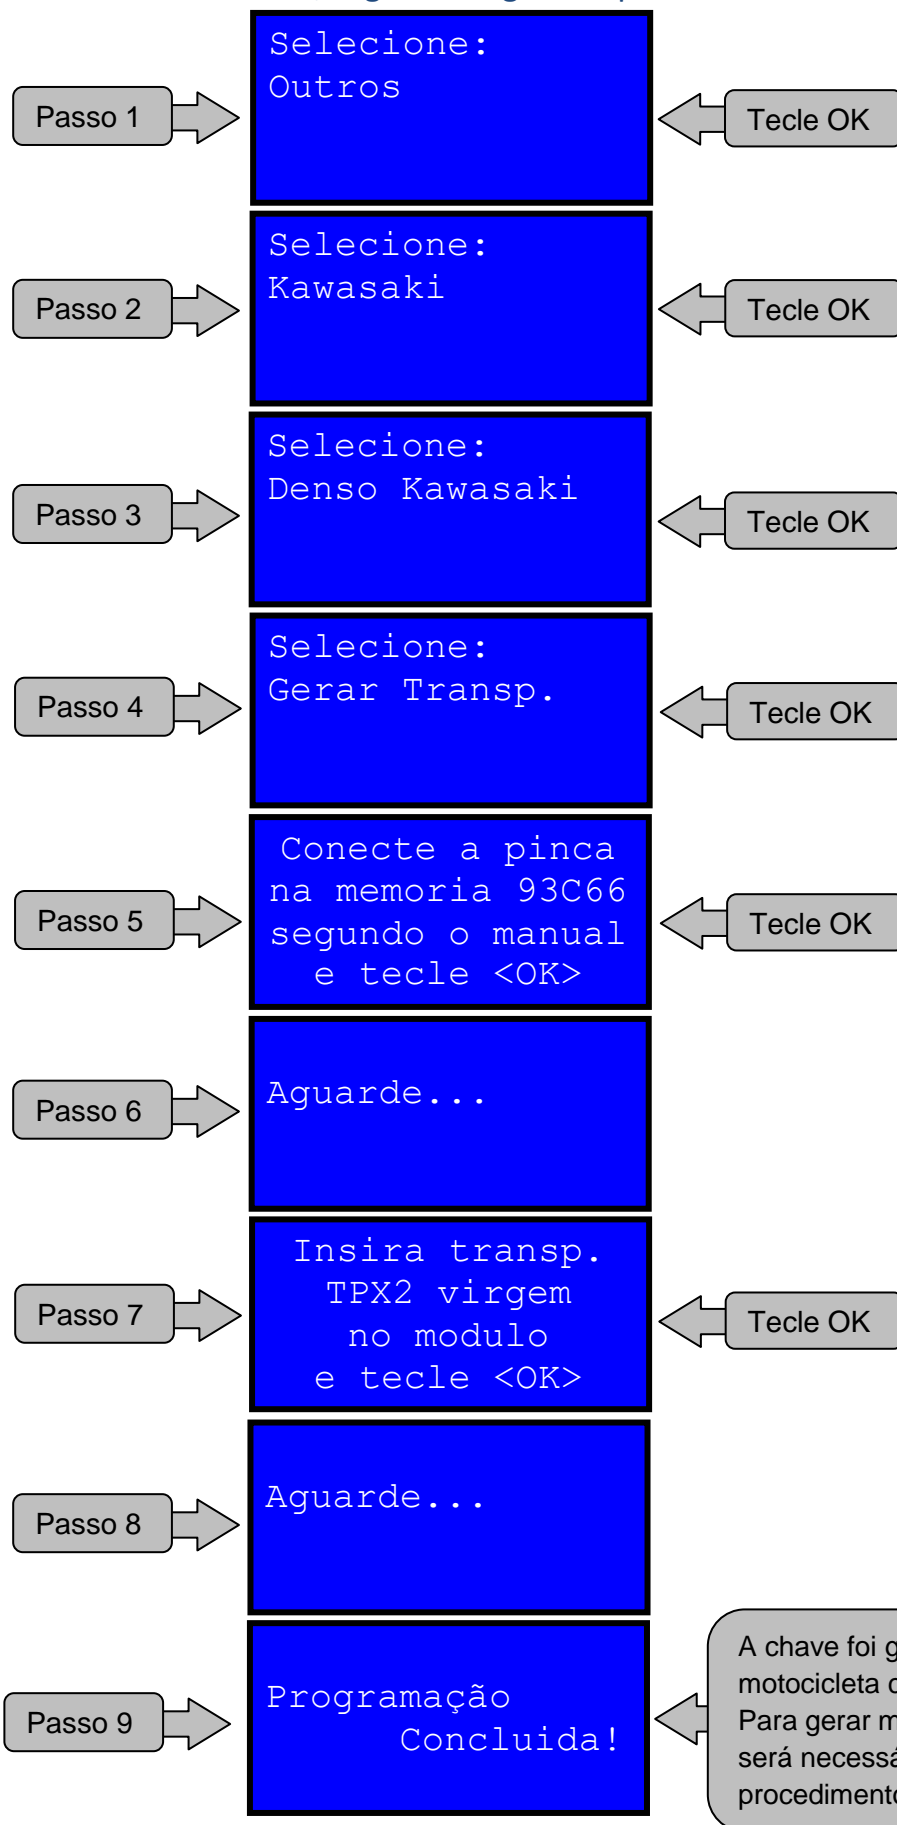 Selecione:
Outros
Passo 1
Tecle OK
Selecione:
Kawasaki
Passo 2
Tecle OK
Selecione:
Denso Kawasaki
Passo 3
Tecle OK
Selecione:
Gerar Transp.
Passo 4
Tecle OK
Conecte a pinca
na memoria 93C66
segundo o manual
e tecle <OK>
Passo 5
Tecle OK
Aguarde...
Passo 6
Insira transp.
TPX2 virgem
no modulo
e tecle <OK>
Passo 7
Tecle OK
Aguarde...
Passo 8
Programação
Concluida!
Passo 9
A chave foi
motocicleta
Para gerar
será